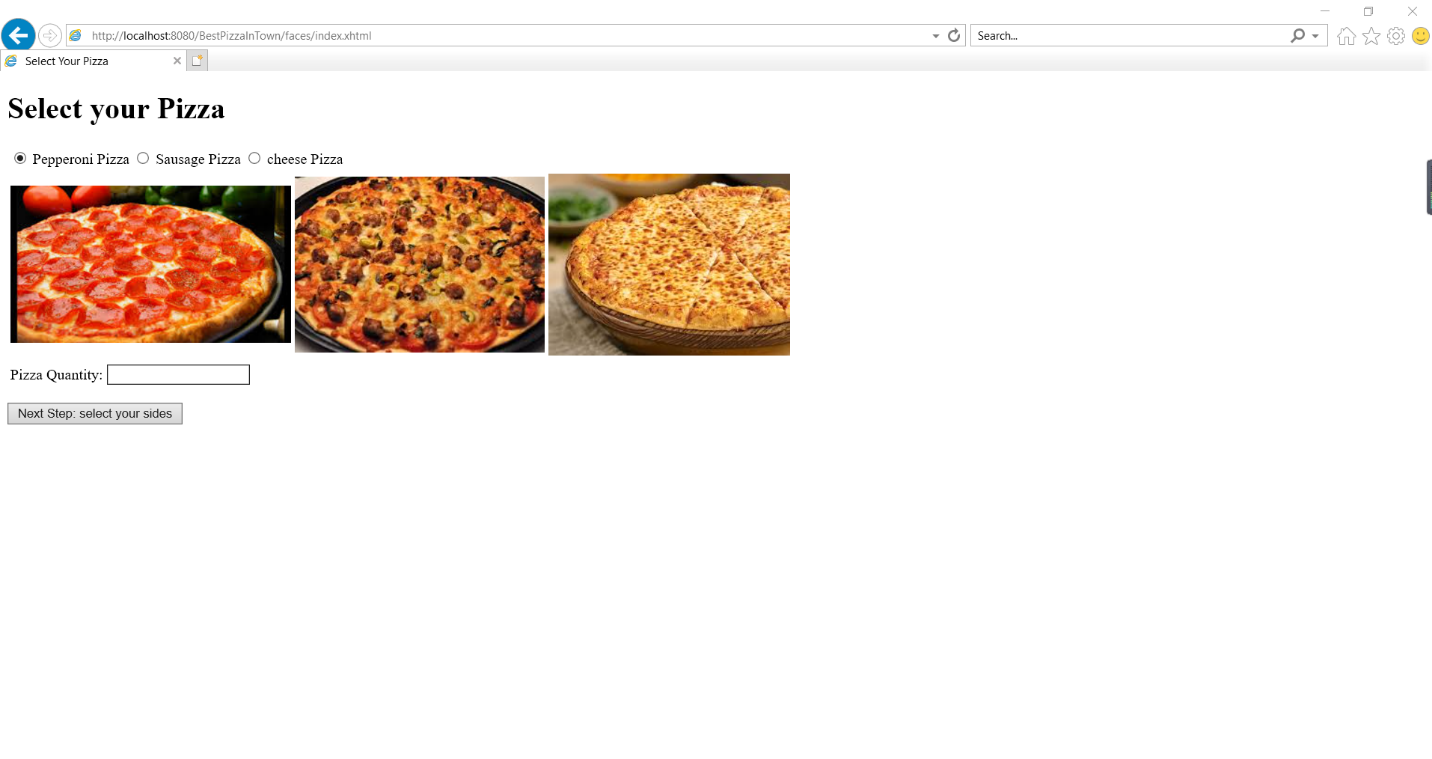 http://localhost:8080/BestPizzaInTown/faces/index.xhtml
Search...
Select Your Pizza
Select your Pizza
Pepperoni Pizza Sausage Pizza cheese Pizza
Pizza Quantity:
Next Step: select your sides